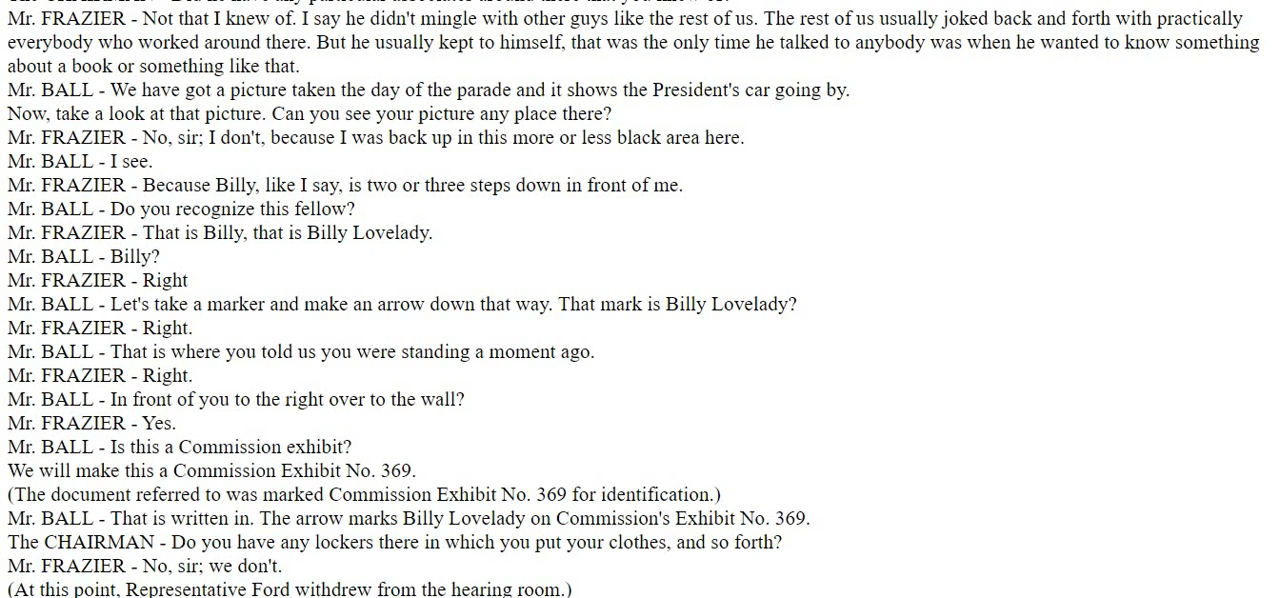 Mr. FRAZIER - Not that I knew of. I say he didn't mingle with other guys like the rest of us. The rest of us usually joked back and forth with practically
everybody who worked around there. But he usually kept to himself, that was the only time he talked to anybody was when he wanted to know something
about a book or something like that.
Mr. BALL - We have got a picture taken the day of the parade and it shows the President's car going by.
Now, take a look at that picture. Can you see your picture any place there?
Mr. FRAZIER - No, sir; I don't, because I was back up in this more or less black area here.
Mr. BALL - I see.
Mr. FRAZIER - Because Billy, like I say, is two or three steps down in front of me.
Mr. BALL - Do you recognize this fellow?
Mr. FRAZIER - That is Billy, that is Billy Lovelady.
Mr. BALL - Billy?
Mr. FRAZIER - Right
Mr. BALL - Let's take a marker and make an arrow down that way. That mark is Billy Lovelady?
Mr. FRAZIER - Right.
Mr. BALL - That is where you told us you were standing a moment ago.
Mr. FRAZIER - Right.
Mr. BALL - In front of you to the right over to the wall?
Mr. FRAZIER - Yes.
Mr. BALL - Is this a Commission exhibit?
We will make this a Commission Exhibit No. 369.
(The document referred to was marked Commission Exhibit No. 369 for identification.)
Mr. BALL - That is written in. The arrow marks Billy Lovelady on Commission's Exhibit No. 369.
The CHAIRMAN - Do you have any lockers there in which you put your clothes, and so forth?
Mr. FRAZIER - No, sir; we don't.
(At this point, Representative Ford withdrew from the hearing room.)